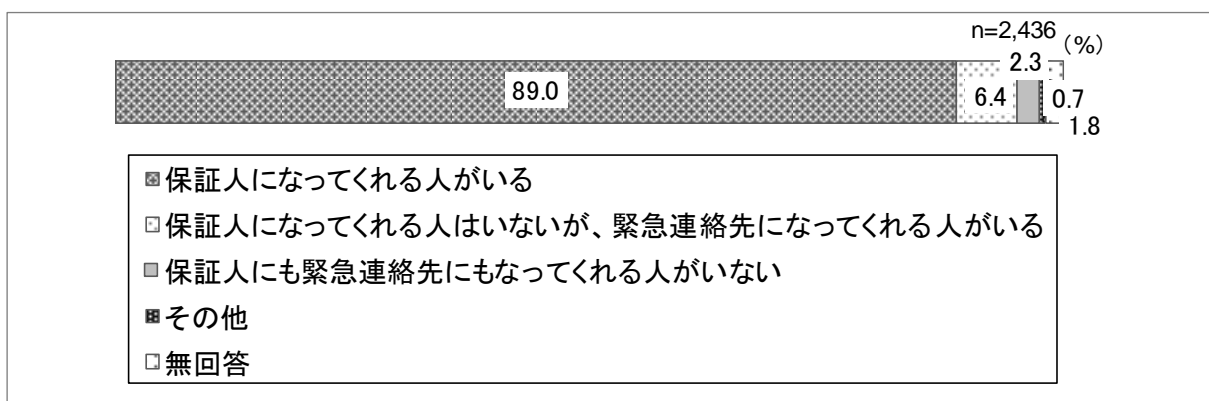 n=2,436
(%)
89.0
6.4
2.3
0.7
1.8
保証人になってくれる人がいる
保証人になってくれる人はいないが、緊急連絡先になってくれる人がいる
保証人にも緊急連絡先にもなってくれる人がいない
その他
無回答